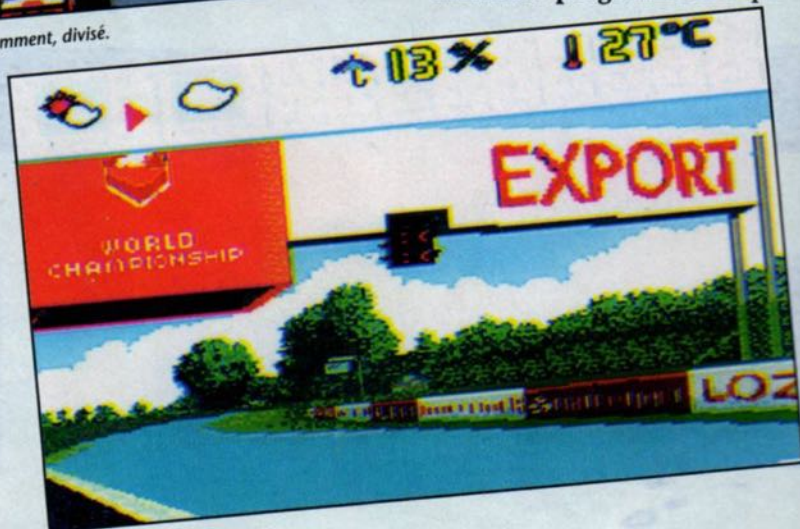 mment, divisé.
13 %
27°C
EXPORT
WORLD
CHAMPIONSHIP
LOZ